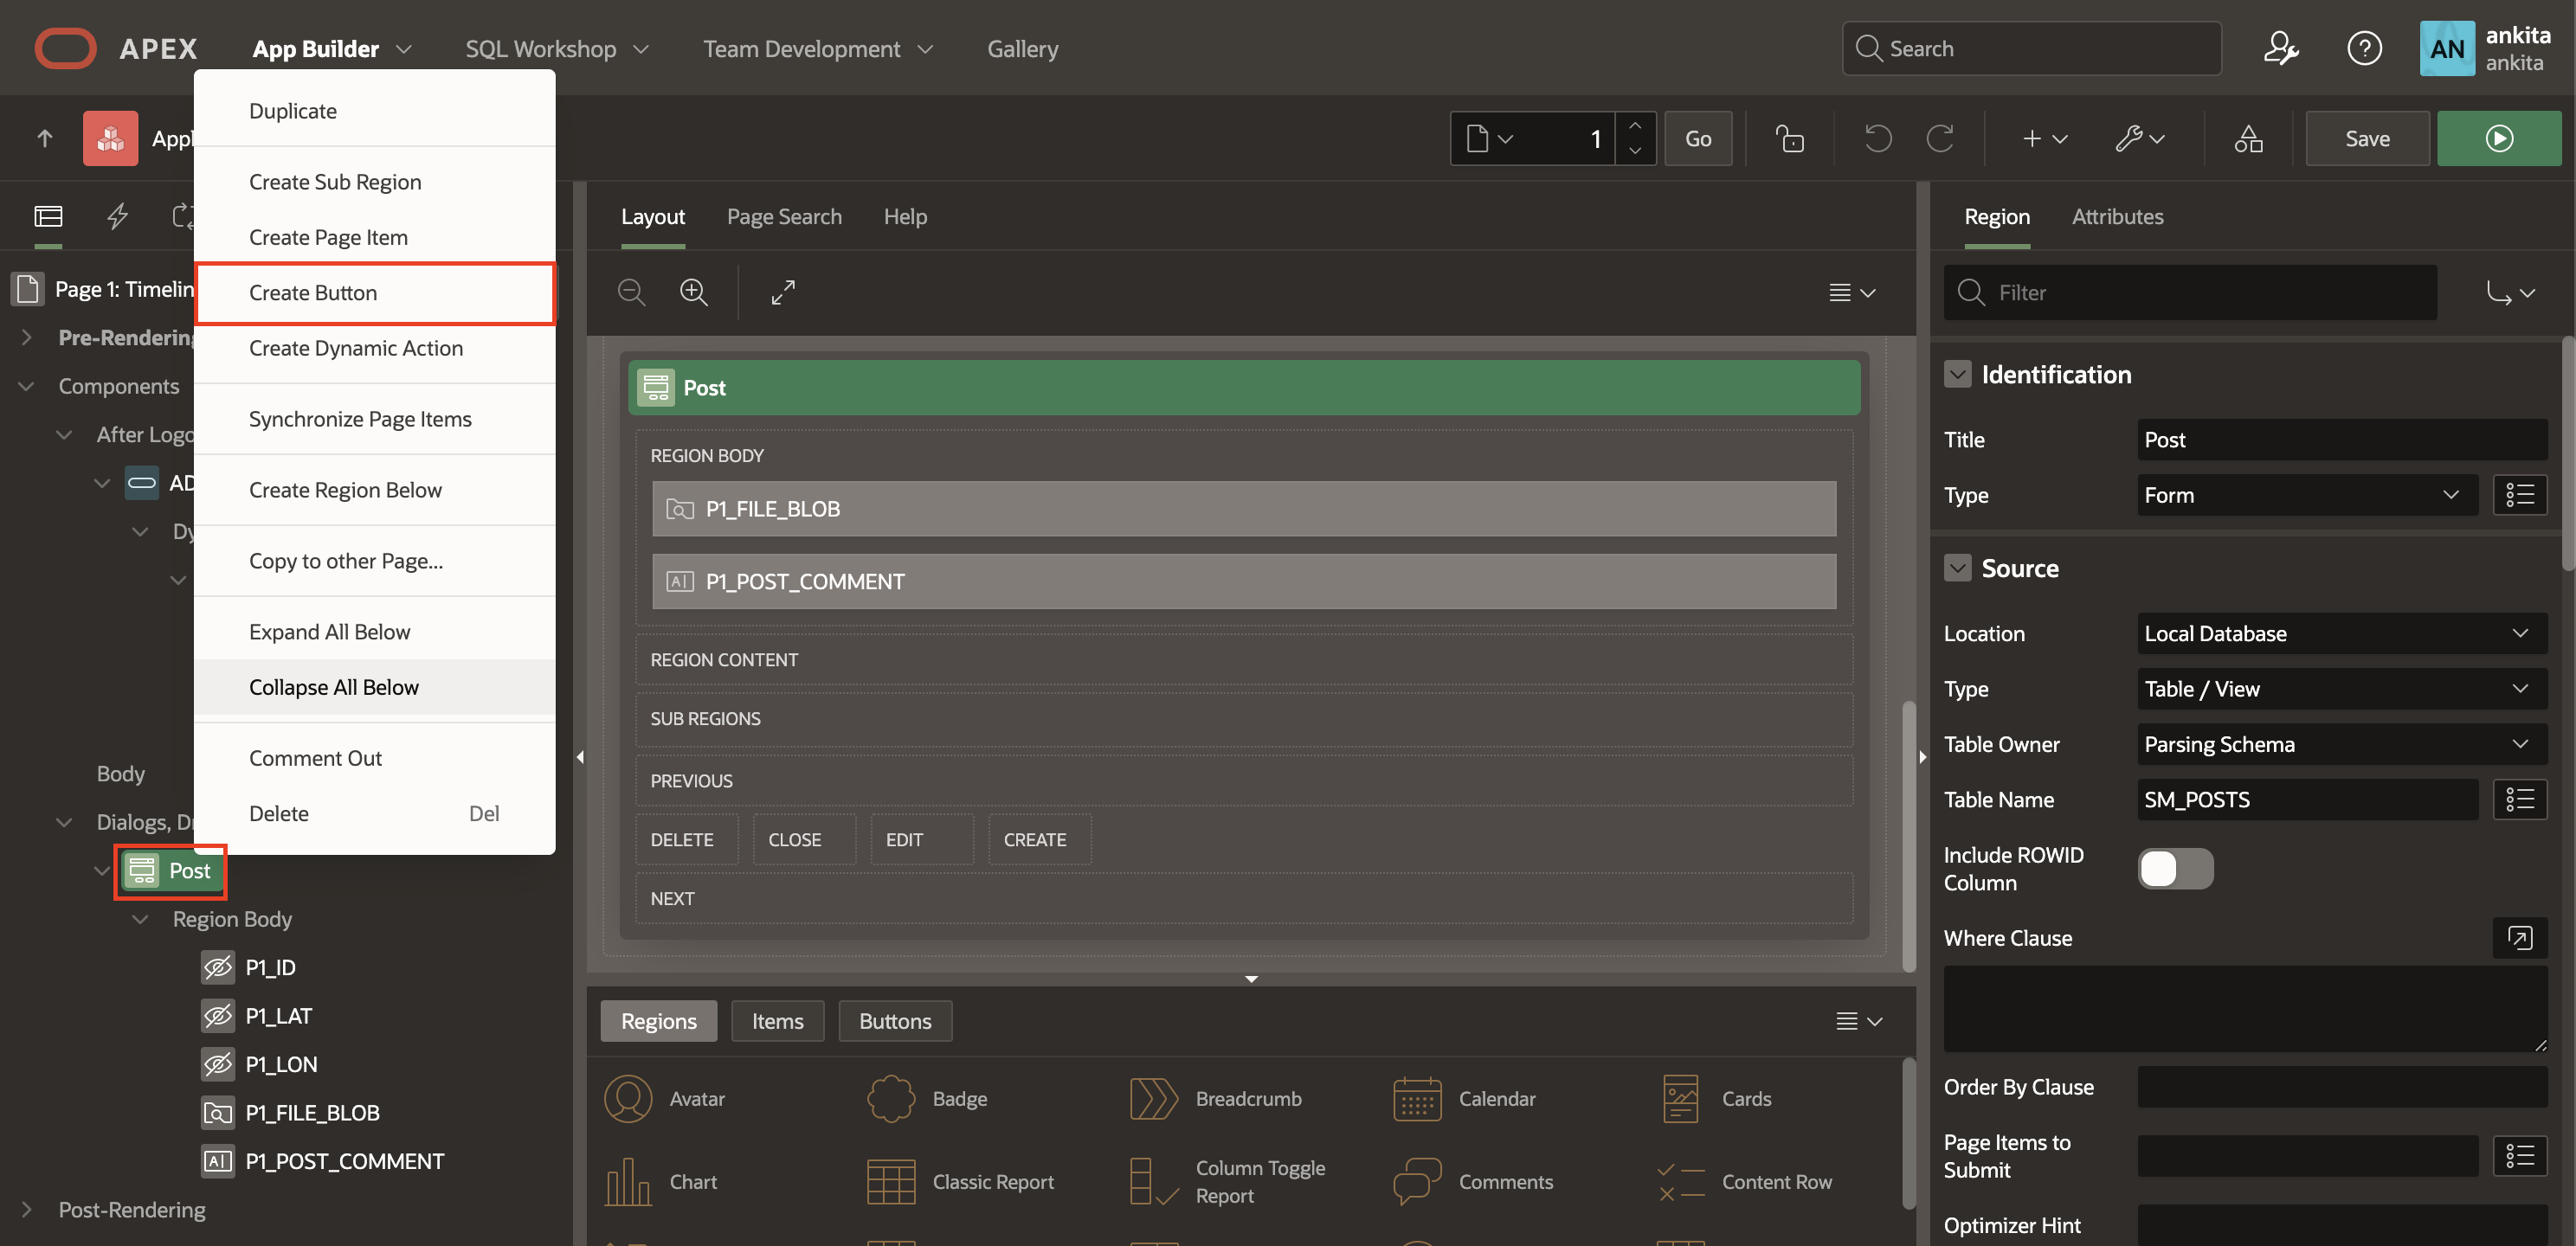 APEX
App Builder
SQL Workshop
Team Development
Gallery
Search
AN
ankita
ankita
Appl
1
Go
Save
Duplicate
Create Sub Region
Create Page Item
Create Button
Create Dynamic Action
Synchronize Page Items
Create Region Below
Copy to other Page...
Expand All Below
Collapse All Below
Comment Out
Delete Del
Page 1: Timelin
Pre-Rendering
Components
After Logo
AD
Dy
Body
Dialogs, Dr
Post
Region Body
P1_ID
P1_LAT
P1_LON
P1_FILE_BLOB
P1_POST_COMMENT
Post-Rendering
Layout
Page Search
Help
Post
REGION BODY
P1_FILE_BLOB
P1_POST_COMMENT
REGION CONTENT
SUB REGIONS
PREVIOUS
DELETE CLOSE EDIT CREATE
NEXT
Regions Items Buttons
Avatar Badge Breadcrumb Calendar Cards
Chart Classic Report Column Toggle Report Comments Content Row
Region
Attributes
Filter
Identification
Title Post
Type Form
Source
Location Local Database
Type Table / View
Table Owner Parsing Schema
Table Name SM_POSTS
Include ROWID
Column
Where Clause
Order By Clause
Page Items to
Submit
Optimizer Hint